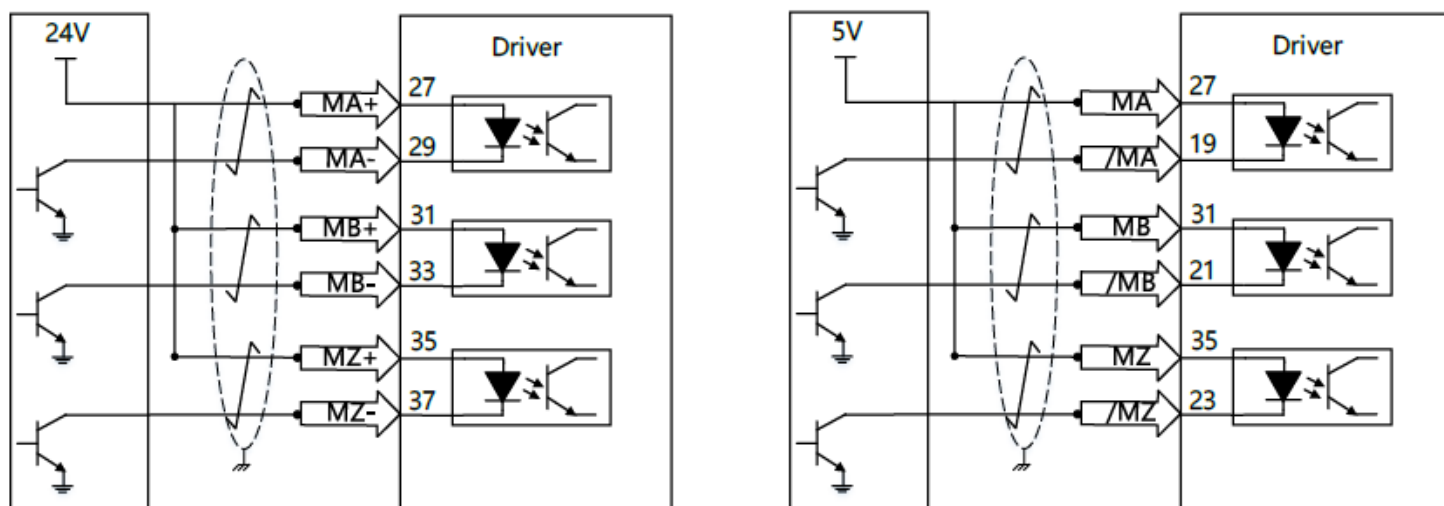 24V
Driver
MA+
27
MA-
29
MB+
31
MB-
33
MZ+
35
MZ-
37
5V
Driver
MA
27
/MA
19
MB
31
/MB
21
MZ
35
/MZ
23